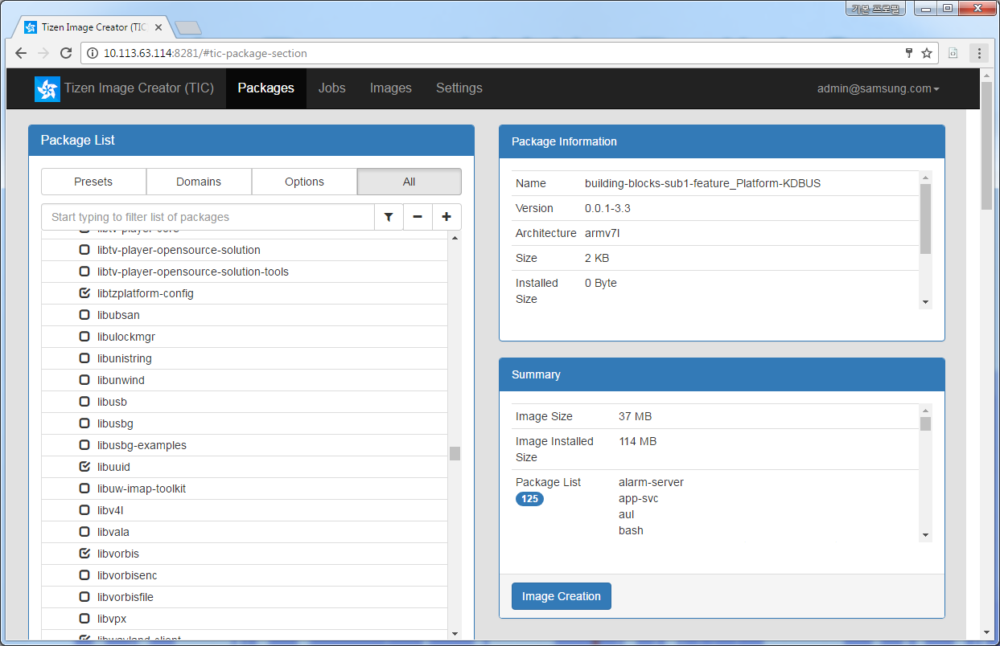 기본 프로필
Tizen Image Creator (TIC
10.113.63.114:8281/#tic-package-section
Tizen Image Creator (TIC)
Packages
Jobs
Images
Settings
admin@samsung.com
Package List
Presets
Domains
Options
All
Start typing to filter list of packages
libtv-player-core
libtv-player-opensource-solution
libtv-player-opensource-solution-tools
libtzplatform-config
libubsan
libulockmgr
libunistring
libunwind
libusb
libusbg
libusbg-examples
libuuid
libuw-imap-toolkit
libv4l
libvala
libvorbis
libvorbisenc
libvorbisfile
libvpx
libwayland-client
Package Information
Name building-blocks-sub1-feature_Platform-KDBUS
Version 0.0.1-3.3
Architecture armv7l
Size 2 KB
Installed 0 Byte
Size
Summary
Image Size 37 MB
Image Installed 114 MB
Size
Package List alarm-server
125 app-svc
aul
bash
Image Creation